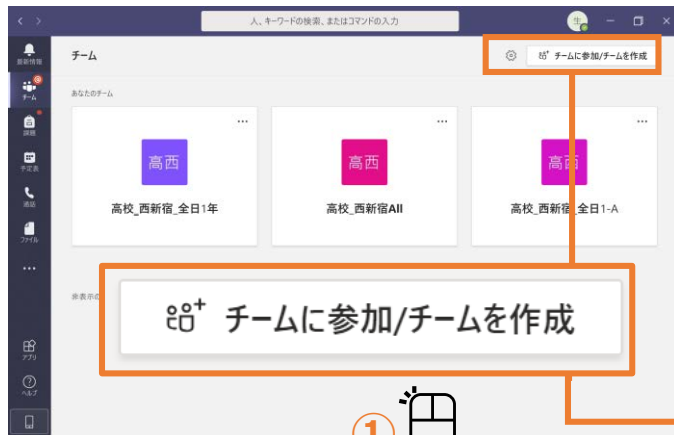 人、キーワードの検索、またはコマンドの入力
生
最新情報
チーム
チームに参加/チームを作成
チーム
あなたのチーム
課題
予定表
通話
ファイル
…
高西
高校_西新宿_全日1年
…
高西
高校_西新宿All
…
高西
高校_西新宿_全日1-A
…
非表示の
チームに参加/チームを作成
アプリ
ヘルプ
①